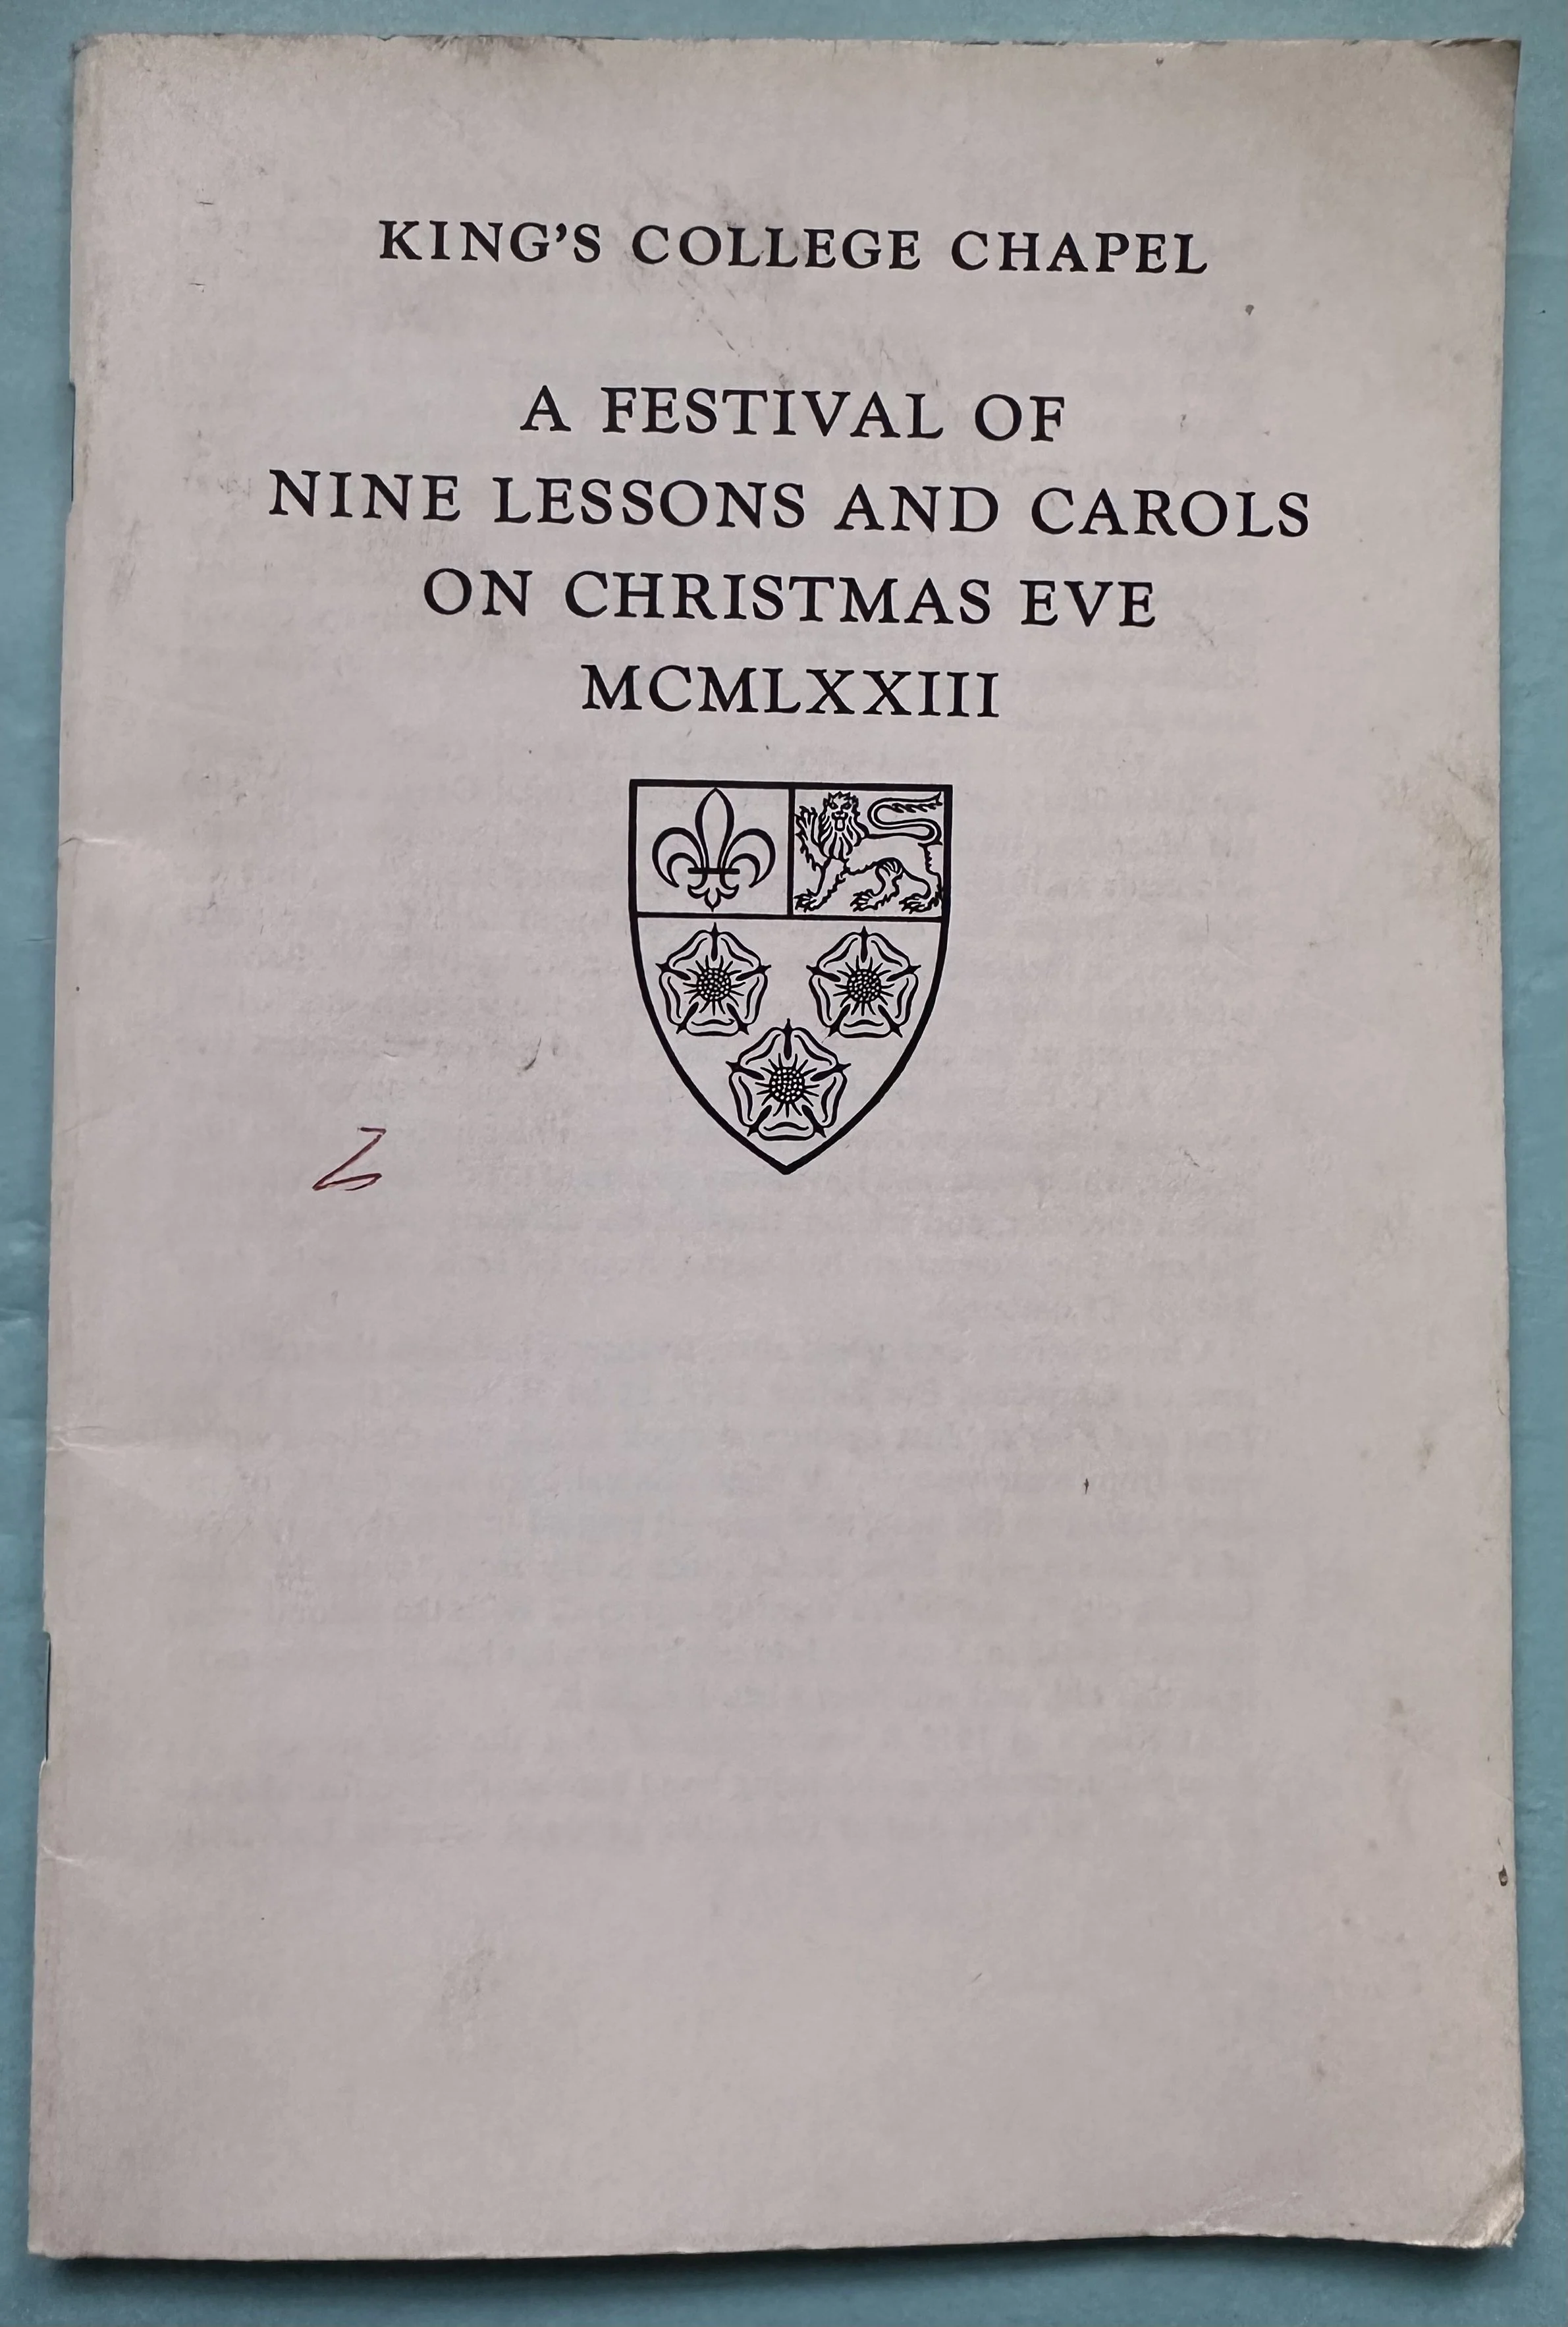 KING'S COLLEGE CHAPEL
A FESTIVAL OF
NINE LESSONS AND CAROLS
ON CHRISTMAS EVE
MCMLXXIII